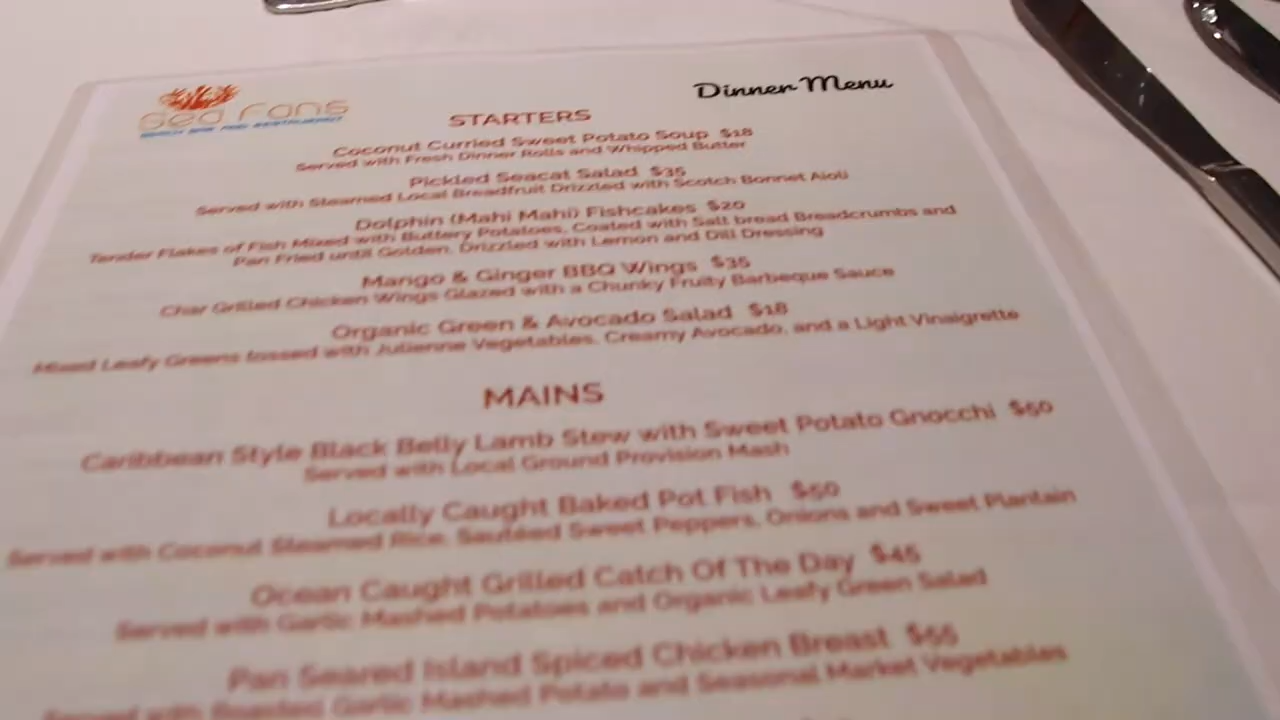 Sea Fans
BEACH BAR AND RESTAURANT
Dinner Menu
STARTERS
Coconut Curried Sweet Potato Soup $18
Served with Fresh Dinner Rolls and Whipped Butter
Pickled Seacat Salad $35
Served with Steamed Local Breadfruit Drizzled with Scotch Bonnet Aioli
Dolphin (Mahi Mahi) Fishcakes $20
Tender Flakes of Fish Mixed with Buttery Potatoes, Coated with Salt bread Breadcrumbs and
Pan Fried until Golden, Drizzled with Lemon and Dill Dressing
Mango & Ginger BBQ Wings $35
Char Grilled Chicken Wings Glazed with a Chunky Fruity Barbeque Sauce
Organic Green & Avocado Salad $18
Mixed Leafy Greens tossed with Julienne Vegetables, Creamy Avocado, and a Light Vinaigrette
MAINS
Caribbean Style Black Belly Lamb Stew with Sweet Potato Gnocchi $50
Served with Local Ground Provision Mash
Locally Caught Baked Pot Fish $50
Served with Coconut Steamed Rice, Sautéed Sweet Peppers, Onions and Sweet Plantain
Ocean Caught Grilled Catch Of The Day $45
Served with Garlic Mashed Potatoes and Organic Leafy Green Salad
Pan Seared Island Spiced Chicken Breast $55
Served with Roasted Garlic Mashed Potato and Seasonal Market Vegetables